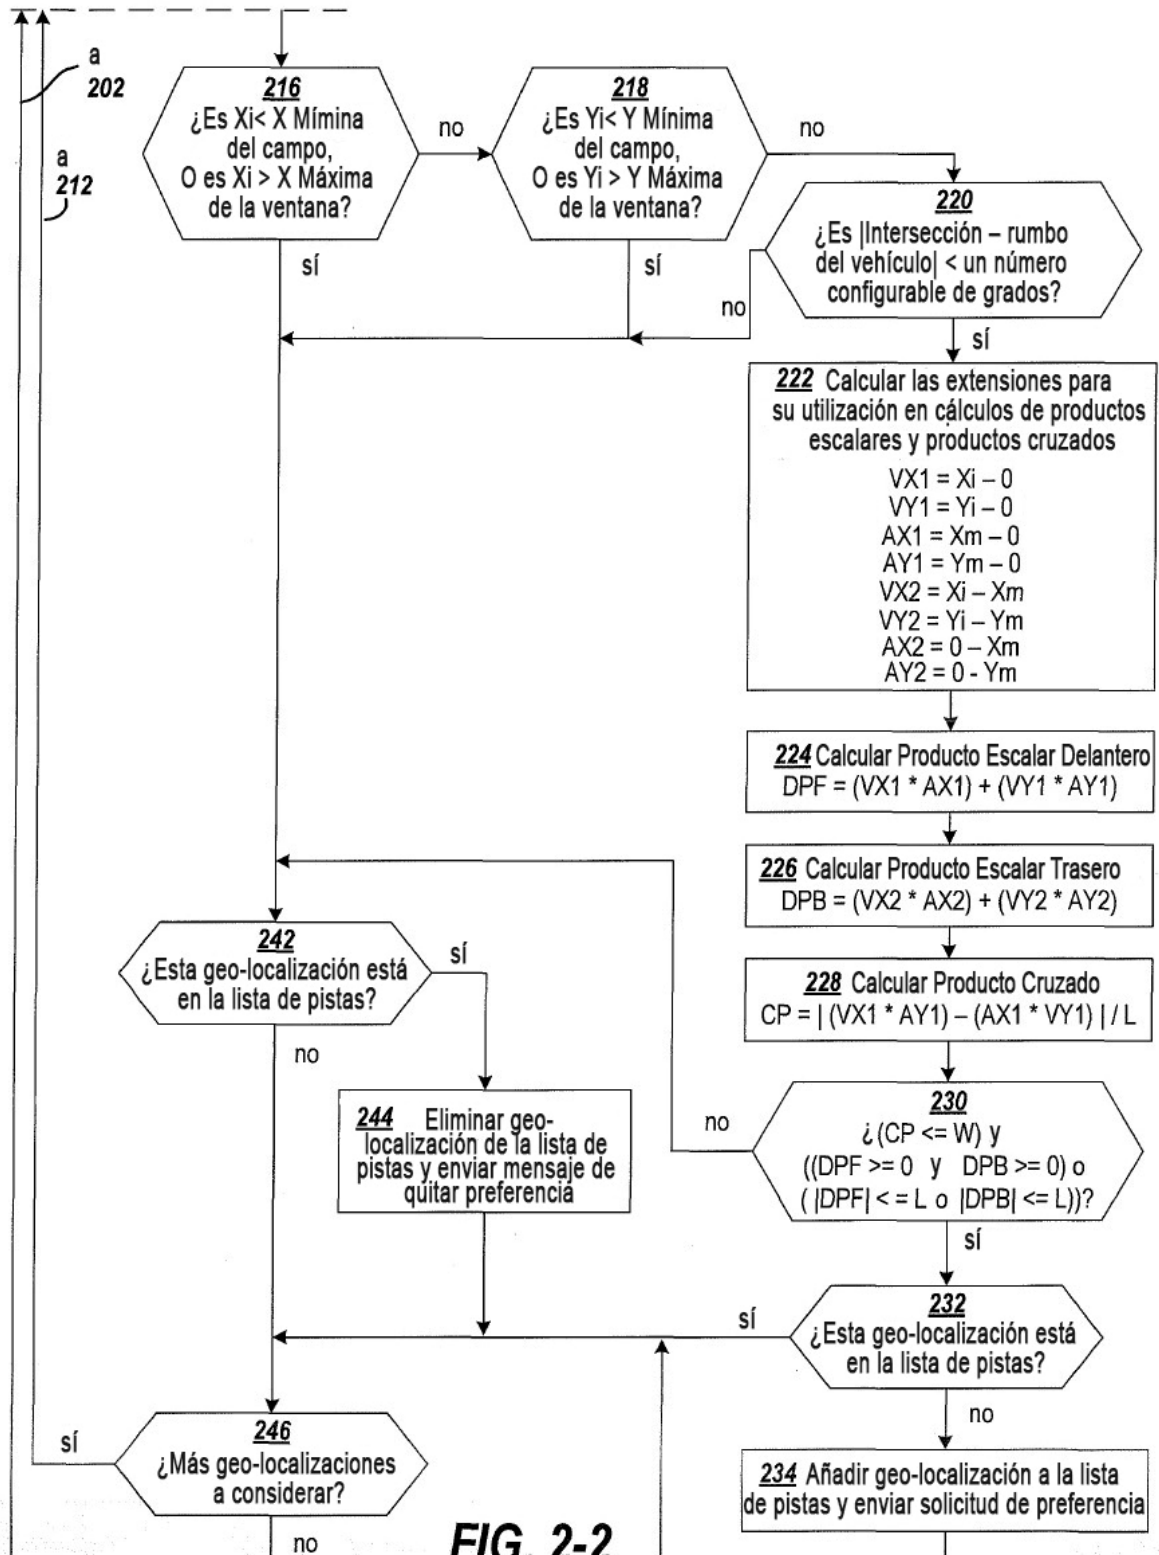 a
202
a
212
216
¿Es Xi< X Mímina
del campo,
O es Xi > X Máxima
de la ventana?
no
sí
218
¿Es Yi< Y Mínima
del campo,
O es Yi > Y Máxima
de la ventana?
no
sí
220
¿Es |Intersección – rumbo
del vehículo| < un número
configurable de grados?
no
sí
222 Calcular las extensiones para
su utilización en cálculos de productos
escalares y productos cruzados
VX1 = Xi – 0
VY1 = Yi – 0
AX1 = Xm – 0
AY1 = Ym – 0
VX2 = Xi – Xm
VY2 = Yi – Ym
AX2 = 0 – Xm
AY2 = 0 - Ym
224 Calcular Producto Escalar Delantero
DPF = (VX1 * AX1) + (VY1 * AY1)
226 Calcular Producto Escalar Trasero
DPB = (VX2 * AX2) + (VY2 * AY2)
228 Calcular Producto Cruzado
CP = | (VX1 * AY1) – (AX1 * VY1) | / L
230
¿(CP <= W) y
((DPF >= 0 y DPB >= 0) o
( |DPF| < = L o |DPB| <= L))?
no
sí
232
¿Esta geo-localización está
en la lista de pistas?
sí
no
234 Añadir geo-localización a la lista
de pistas y enviar solicitud de preferencia
242
¿Esta geo-localización está
en la lista de pistas?
sí
no
244 Eliminar geo-
localización de la lista de
pistas y enviar mensaje de
quitar preferencia
246
¿Más geo-localizaciones
a considerar?
sí
no
FIG. 2-2